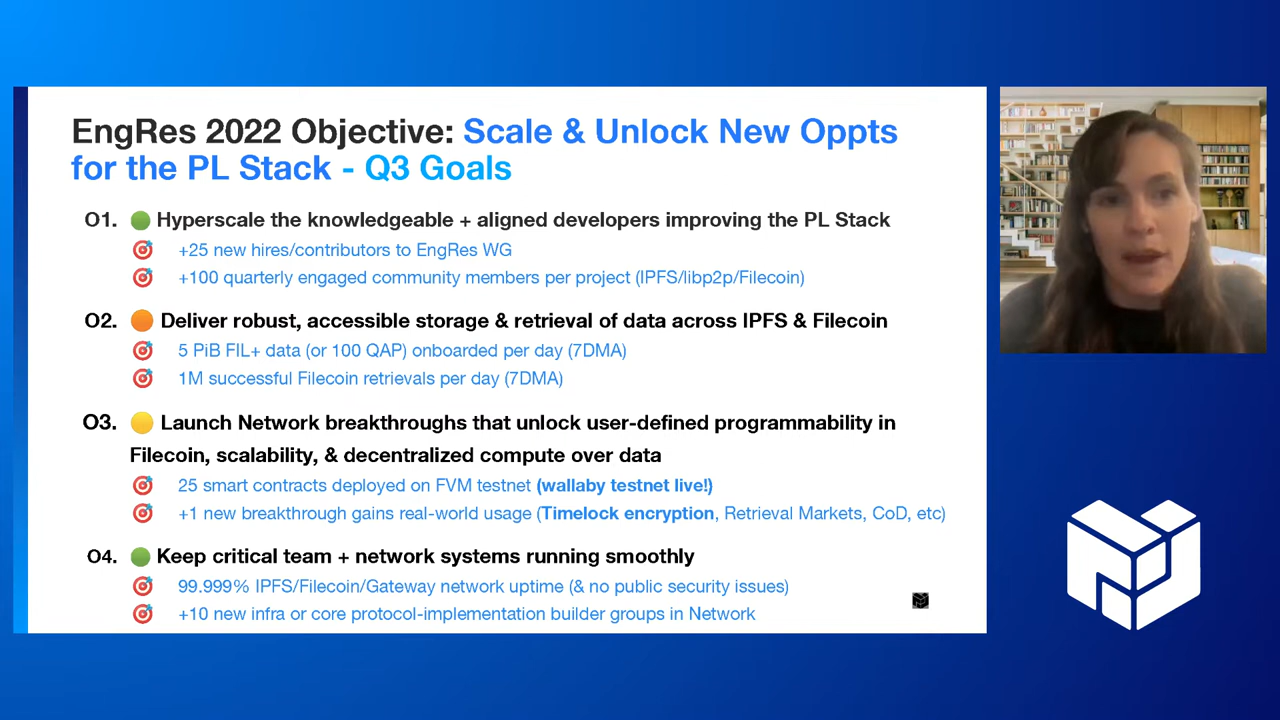 EngRes 2022 Objective: Scale & Unlock New Oppts
for the PL Stack - Q3 Goals
O1. 🟢 Hyperscale the knowledgeable + aligned developers improving the PL Stack
🎯 +25 new hires/contributors to EngRes WG
🎯 +100 quarterly engaged community members per project (IPFS/libp2p/Filecoin)
O2. 🟠 Deliver robust, accessible storage & retrieval of data across IPFS & Filecoin
🎯 5 PiB FIL+ data (or 100 QAP) onboarded per day (7DMA)
🎯 1M successful Filecoin retrievals per day (7DMA)
O3. 🟡 Launch Network breakthroughs that unlock user-defined programmability in
Filecoin, scalability, & decentralized compute over data
🎯 25 smart contracts deployed on FVM testnet (wallaby testnet live!)
🎯 +1 new breakthrough gains real-world usage (Timelock encryption, Retrieval Markets, CoD, etc)
O4. 🟢 Keep critical team + network systems running smoothly
🎯 99.999% IPFS/Filecoin/Gateway network uptime (& no public security issues)
🎯 +10 new infra or core protocol-implementation builder groups in Network